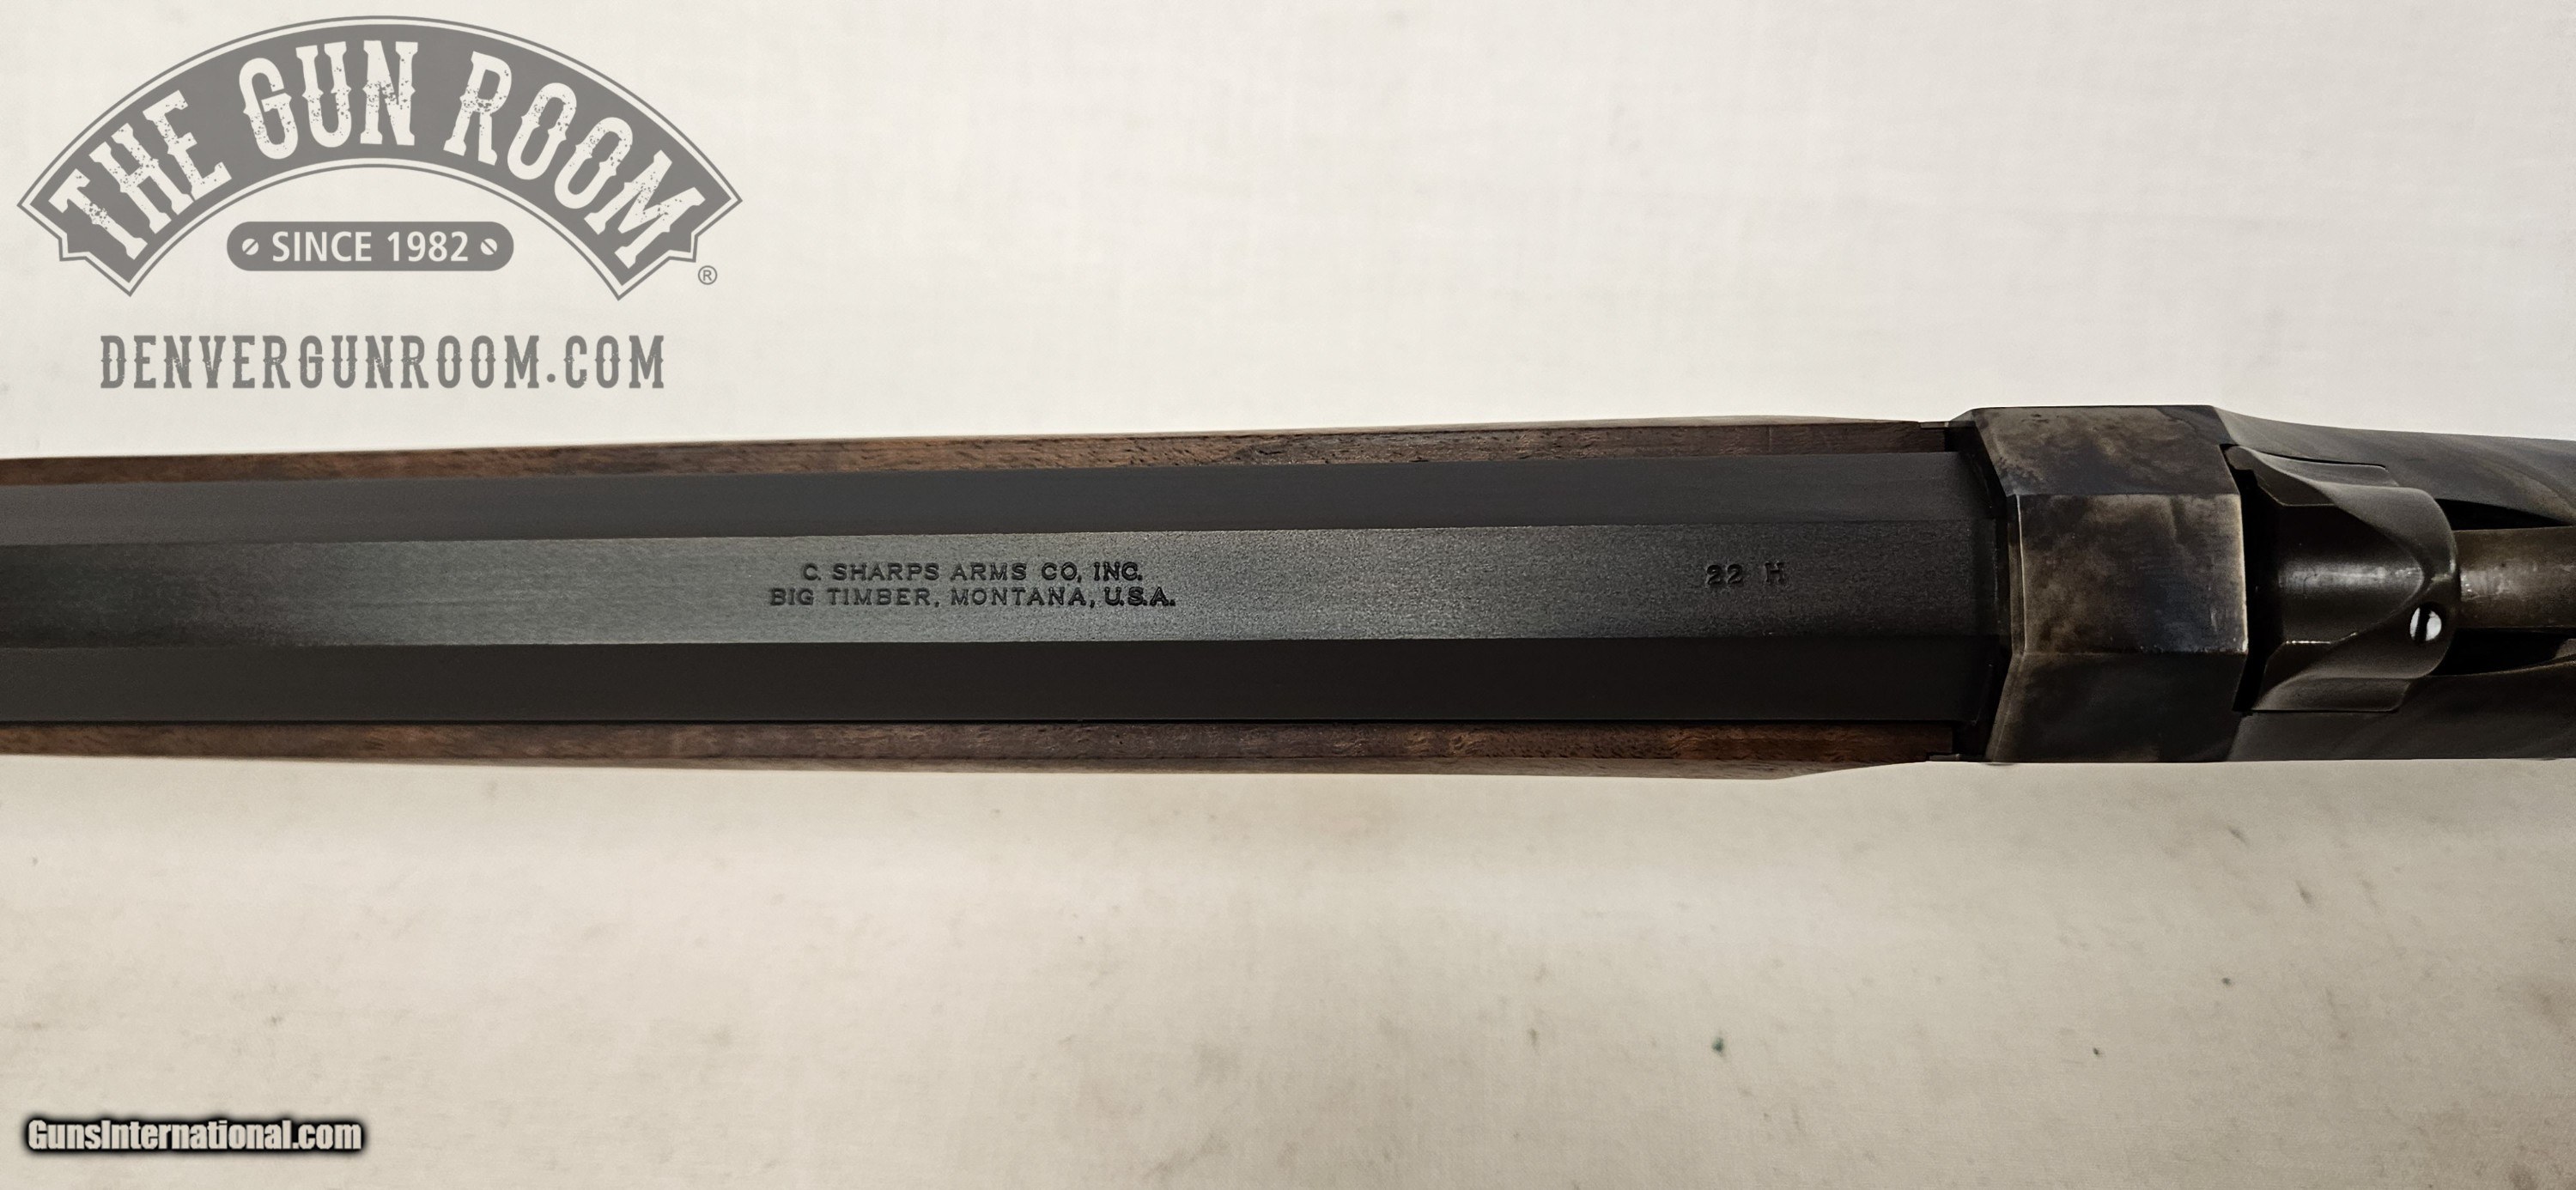 THE GUN ROOM
SINCE 1982
®
DENVERGUNROOM.COM
C. SHARPS ARMS CO, INC.
BIG TIMBER, MONTANA, U.S.A.
22 H
GunsInternational.com